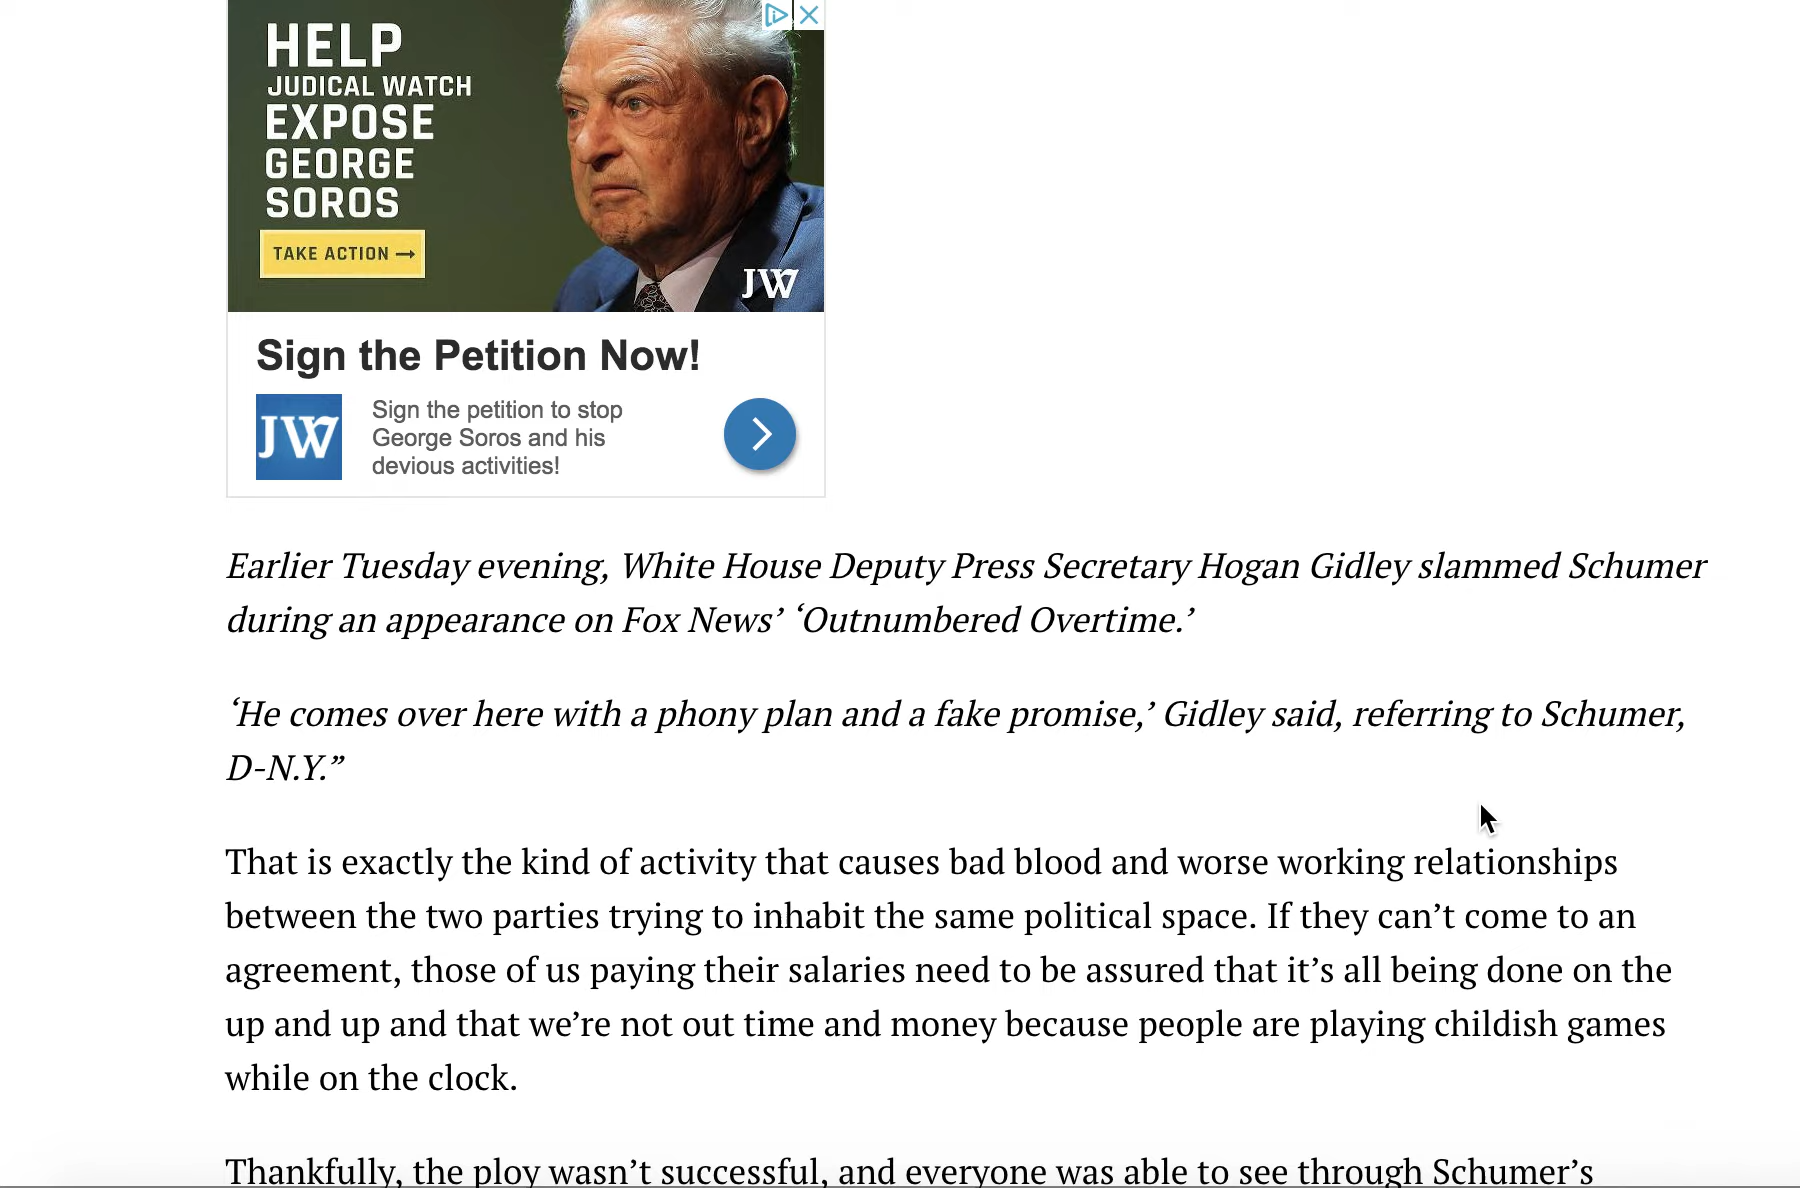 HELP
JUDICAL WATCH
EXPOSE
GEORGE
SOROS
TAKE ACTION →
JW
Sign the Petition Now!
JW
Sign the petition to stop
George Soros and his
devious activities!
Earlier Tuesday evening, White House Deputy Press Secretary Hogan Gidley slammed Schumer
during an appearance on Fox News’ ‘Outnumbered Overtime.’
‘He comes over here with a phony plan and a fake promise,’ Gidley said, referring to Schumer,
D-N.Y.”
That is exactly the kind of activity that causes bad blood and worse working relationships
between the two parties trying to inhabit the same political space. If they can’t come to an
agreement, those of us paying their salaries need to be assured that it’s all being done on the
up and up and that we’re not out time and money because people are playing childish games
while on the clock.
Thankfully, the ploy wasn’t successful, and everyone was able to see through Schumer’s